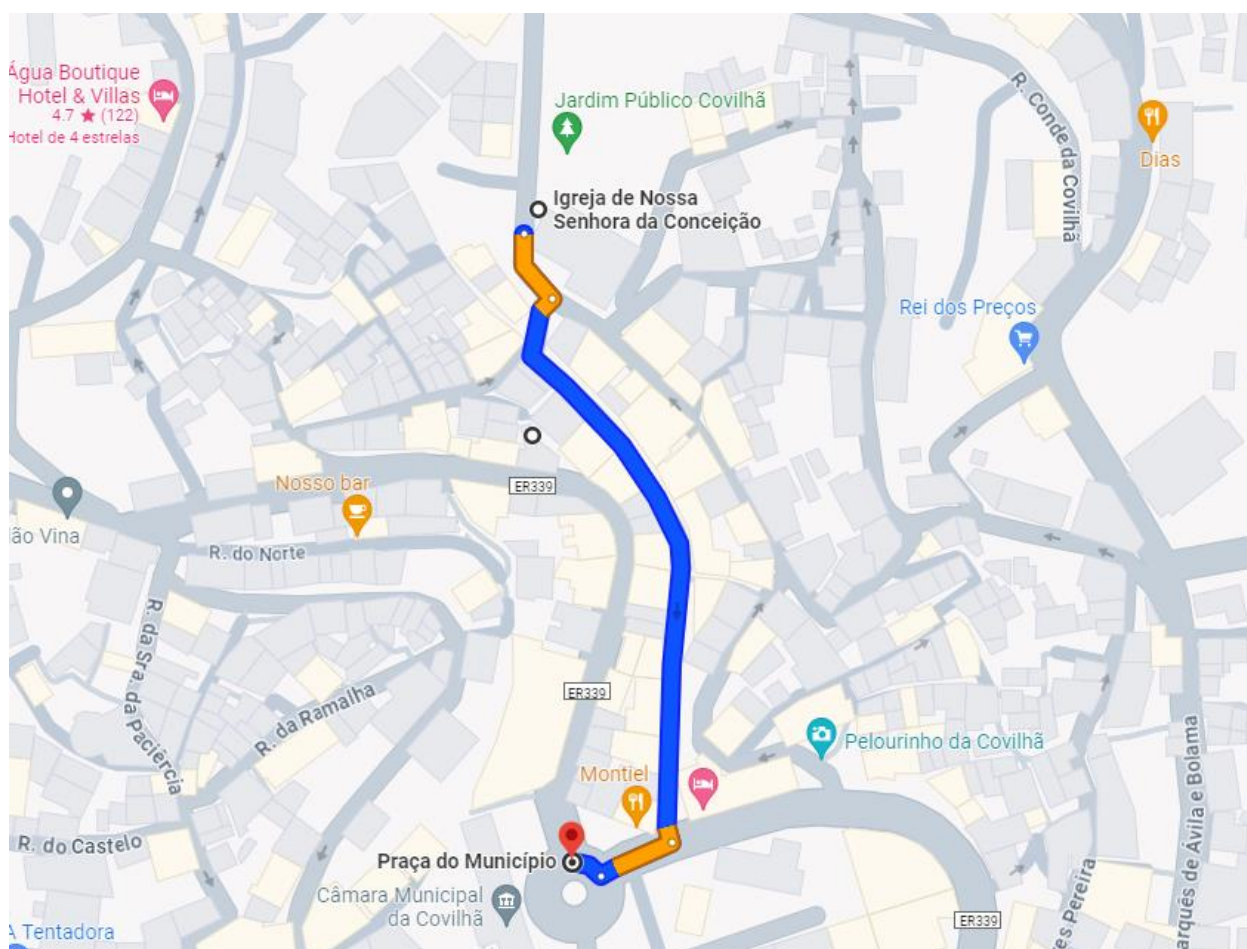 Água Boutique
Hotel & Villas
4.7 ★ (122)
Hotel de 4 estrelas
Jardim Público Covilhã
R. Conde da Covilhã
Dias
Igreja de Nossa
Senhora da Conceição
Rei dos Preços
Nosso bar
ER339
ão Vina
R. do Norte
R. da Sra. da Paciência
R. da Ramalha
ER339
Pelourinho da Covilhã
Montiel
R. do Castelo
Praça do Município
Câmara Municipal
da Covilhã
A Tentadora
ER339
es Pereira
arquês de Ávila e Bolama